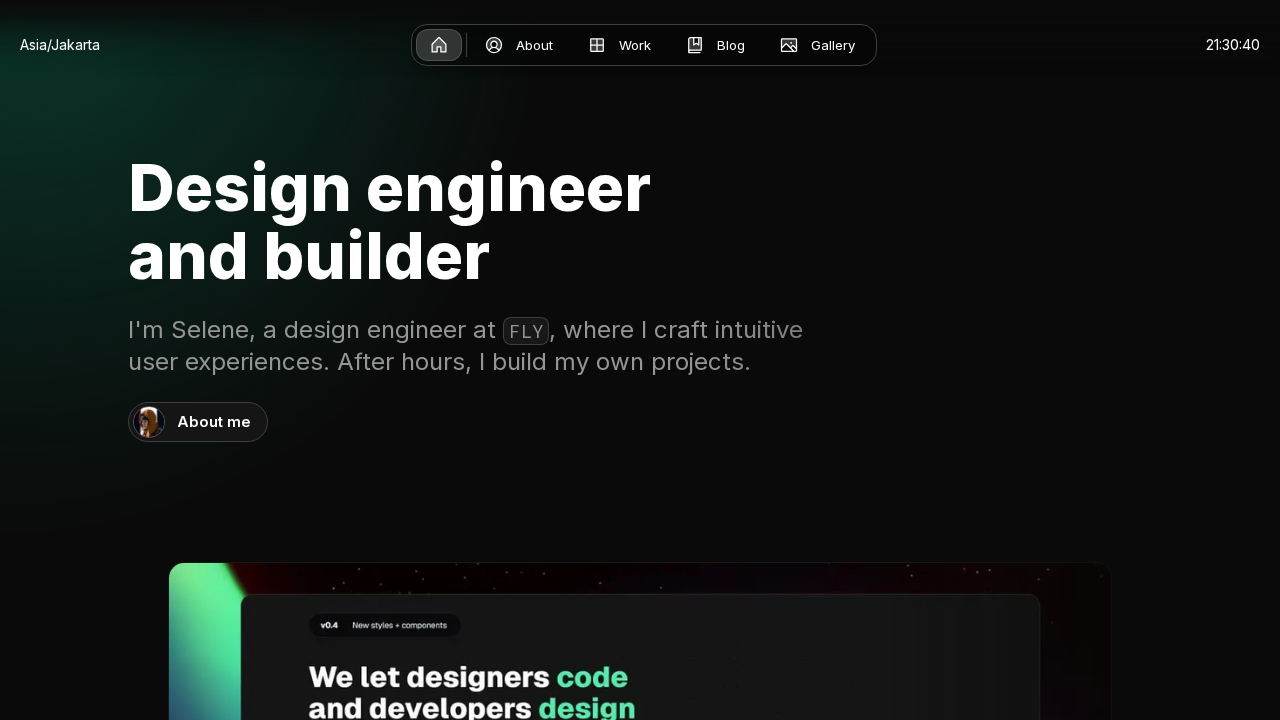 Asia/Jakarta
About
Work
Blog
Gallery
21:30:40
Design engineer
and builder
I'm Selene, a design engineer at FLY, where I craft intuitive
user experiences. After hours, I build my own projects.
About me
v0.4 New styles + components
We let designers code
and developers design